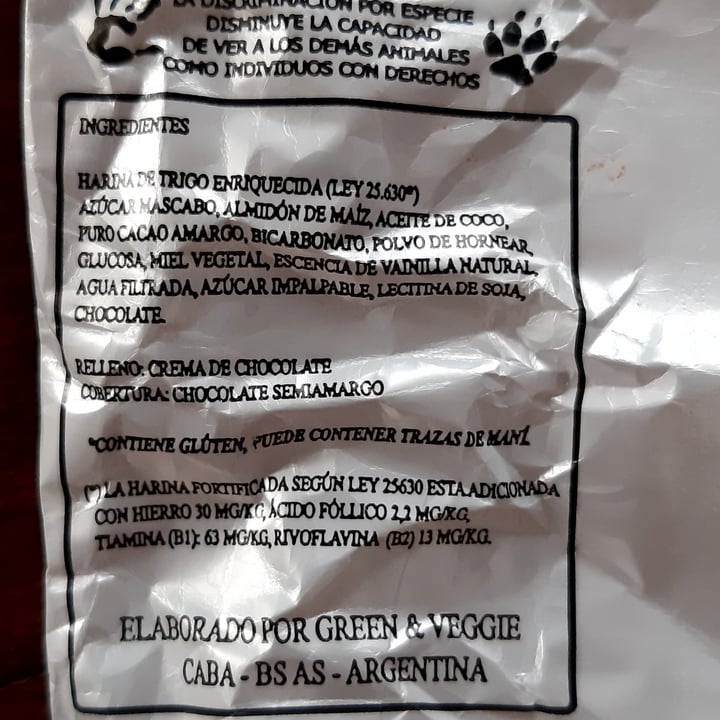 LA DISCRIMINACIÓN POR ESPECIE
DISMINUYE LA CAPACIDAD
DE VER A LOS DEMÁS ANIMALES
COMO INDIVIDUOS CON DERECHOS
INGREDIENTES
HARINA DE TRIGO ENRIQUECIDA (LEY 25.630*)
AZÚCAR MASCABO, ALMIDÓN DE MAÍZ, ACEITE DE COCO,
PURO CACAO AMARGO, BICARBONATO, POLVO DE HORNEAR,
GLUCOSA, MIEL VEGETAL, ESCENCIA DE VAINILLA NATURAL,
AGUA FILTRADA, AZÚCAR IMPALPABLE, LECITINA DE SOJA,
CHOCOLATE.
RELLENO: CREMA DE CHOCOLATE
COBERTURA: CHOCOLATE SEMIAMARGO
*CONTIENE GLÚTEN, PUEDE CONTENER TRAZAS DE MANÍ.
(*) LA HARINA FORTIFICADA SEGÚN LEY 25630 ESTA ADICIONADA
CON HIERRO 30 MG/KG, ÁCIDO FÓLLICO 2,2 MG/KG,
TIAMINA (B1): 63 MG/KG, RIVOFLAVINA (B2) 13 MG/KG.
ELABORADO POR GREEN & VEGGIE
CABA - BS AS - ARGENTINA